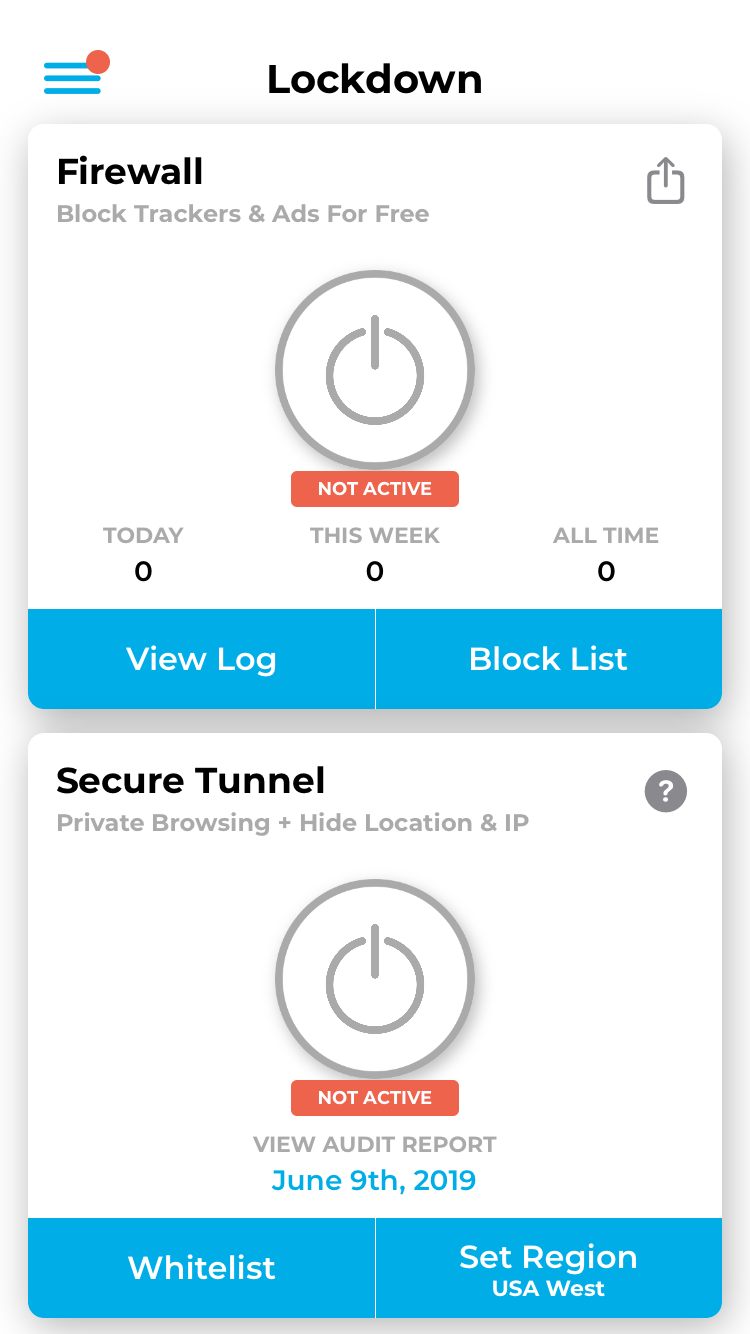 Lockdown
Firewall
Block Trackers & Ads For Free
NOT ACTIVE
TODAY THIS WEEK ALL TIME
0 0 0
View Log Block List
Secure Tunnel
?
Private Browsing + Hide Location & IP
NOT ACTIVE
VIEW AUDIT REPORT
June 9th, 2019
Whitelist Set Region
USA West